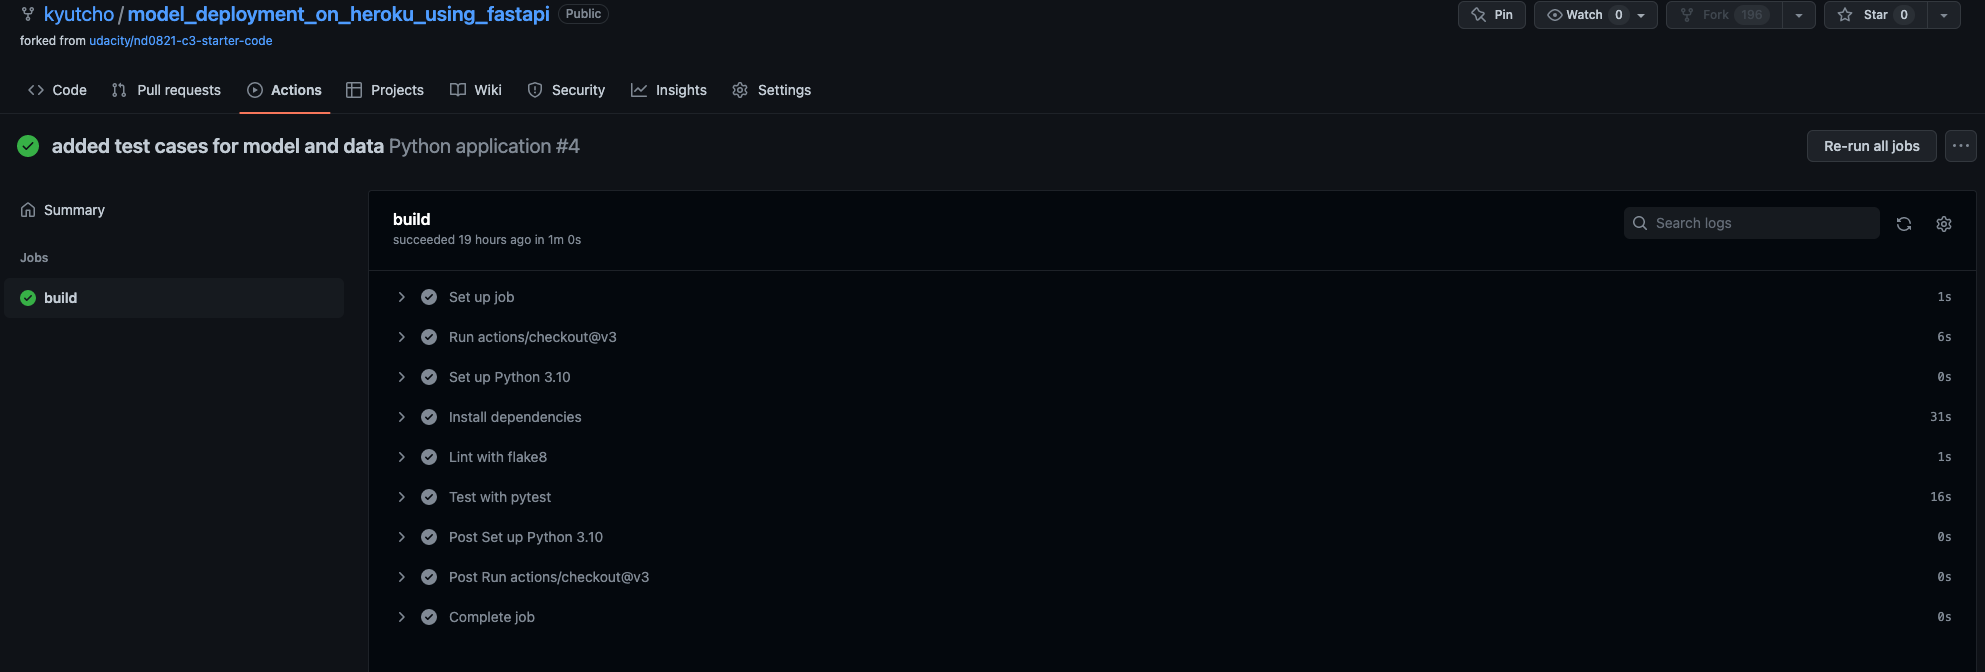 kyutcho / model_deployment_on_heroku_using_fastapi Public Pin Watch 0 Fork 196 Star 0
forked from udacity/nd0821-c3-starter-code
Code Pull requests Actions Projects Wiki Security Insights Settings
added test cases for model and data Python application #4 Re-run all jobs ...
Summary
Jobs
build
build
succeeded 19 hours ago in 1m 0s
Search logs
Set up job 1s
Run actions/checkout@v3 6s
Set up Python 3.10 0s
Install dependencies 31s
Lint with flake8 1s
Test with pytest 16s
Post Set up Python 3.10 0s
Post Run actions/checkout@v3 0s
Complete job 0s